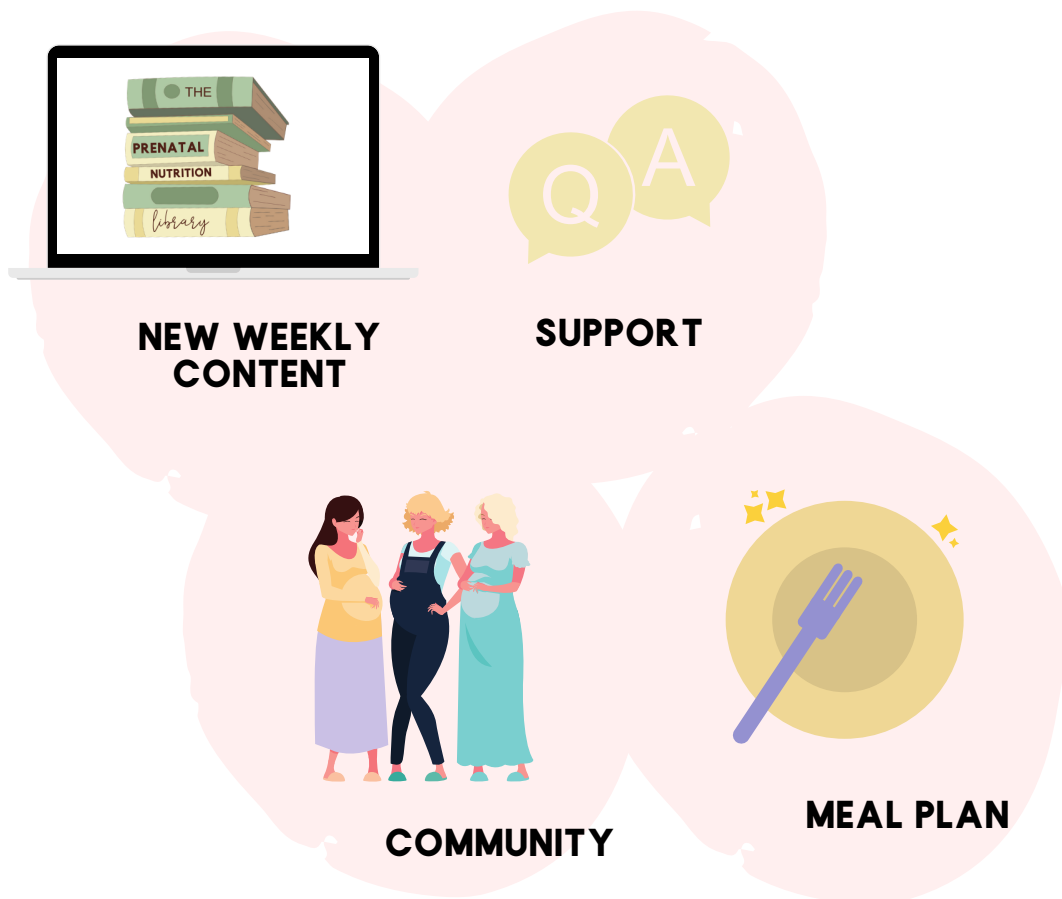 THE
PRENATAL
NUTRITION
library
NEW WEEKLY
CONTENT
Q
A
SUPPORT
COMMUNITY
MEAL PLAN